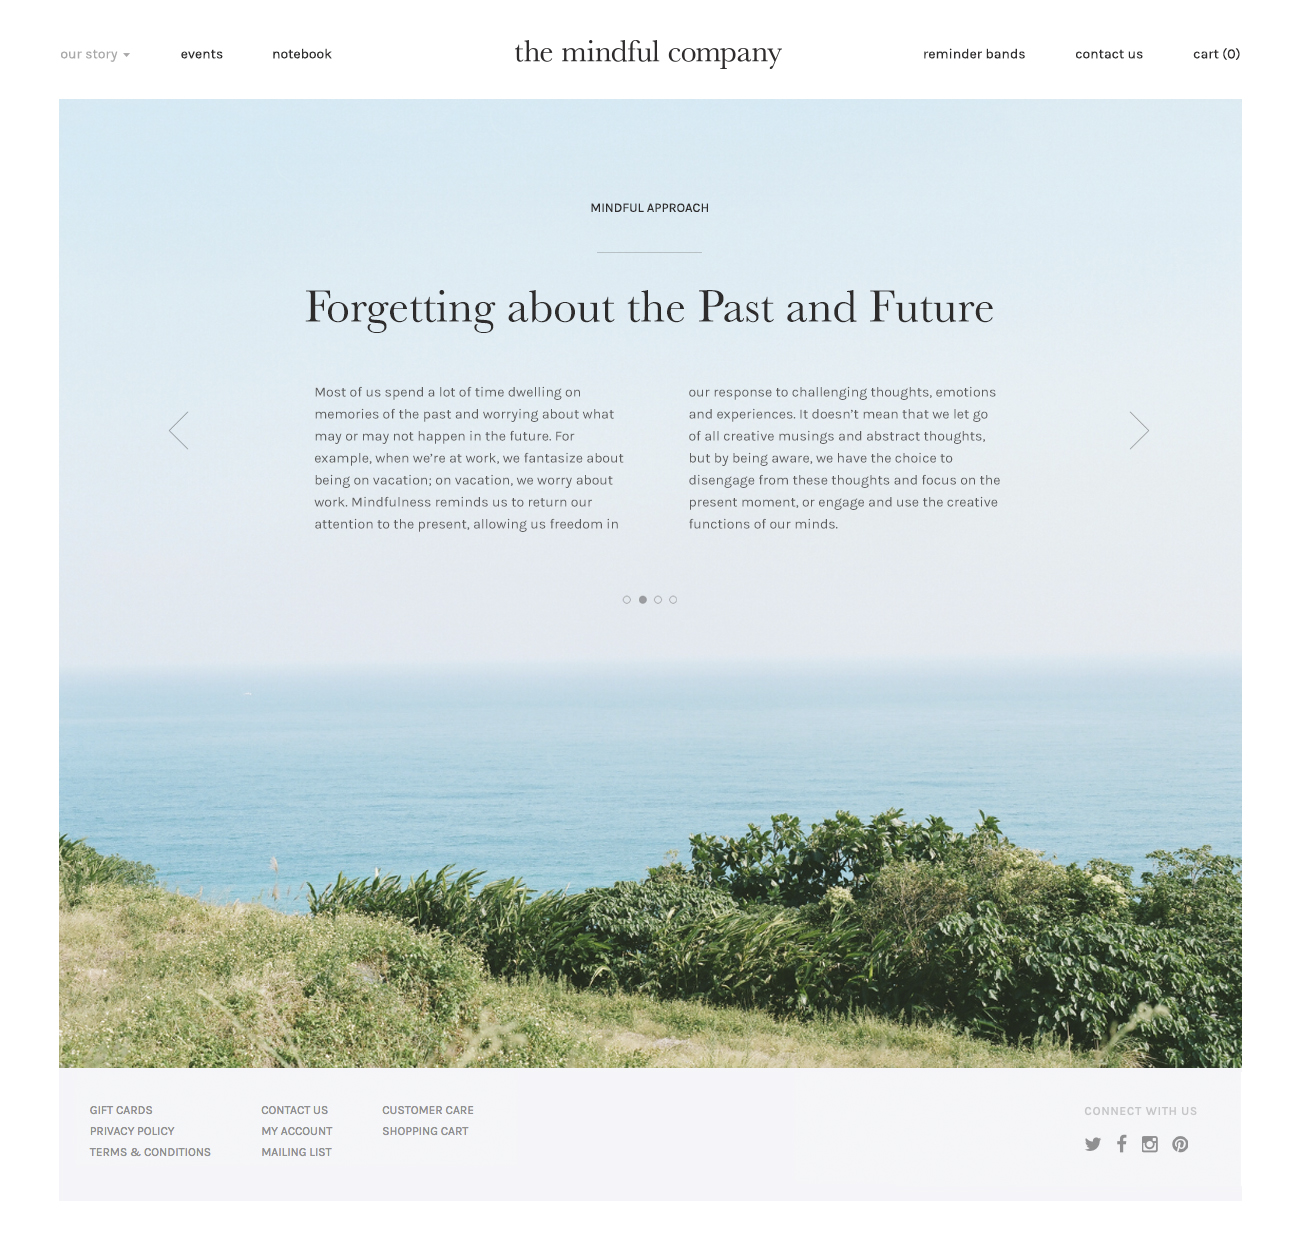 our story
events
notebook
the mindful company
reminder bands
contact us
cart (0)
MINDFUL APPROACH
Forgetting about the Past and Future
Most of us spend a lot of time dwelling on
memories of the past and worrying about what
may or may not happen in the future. For
example, when we’re at work, we fantasize about
being on vacation; on vacation, we worry about
work. Mindfulness reminds us to return our
attention to the present, allowing us freedom in
our response to challenging thoughts, emotions
and experiences. It doesn’t mean that we let go
of all creative musings and abstract thoughts,
but by being aware, we have the choice to
disengage from these thoughts and focus on the
present moment, or engage and use the creative
functions of our minds.
GIFT CARDS
PRIVACY POLICY
TERMS & CONDITIONS
CONTACT US
MY ACCOUNT
MAILING LIST
CUSTOMER CARE
SHOPPING CART
CONNECT WITH US